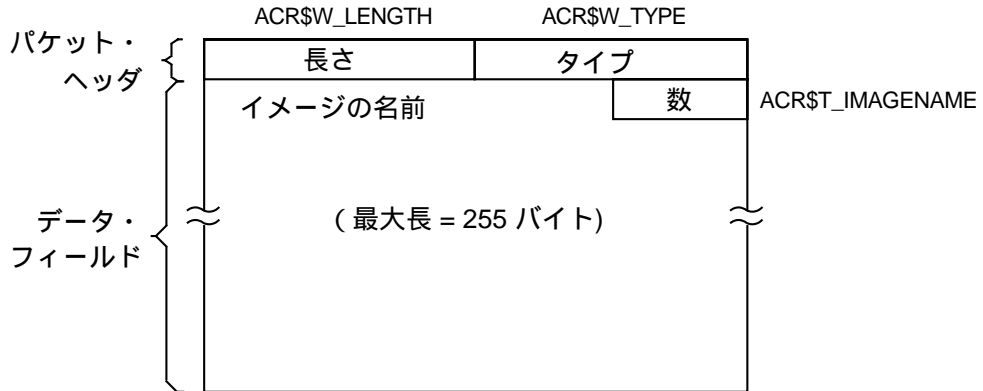 ACR$W_LENGTH ACR$W_TYPE
パケット・
ヘッダ
長さ タイプ
イメージの名前 数 ACR$T_IMAGENAME
データ・
フィールド
( 最大長 = 255 バイト)